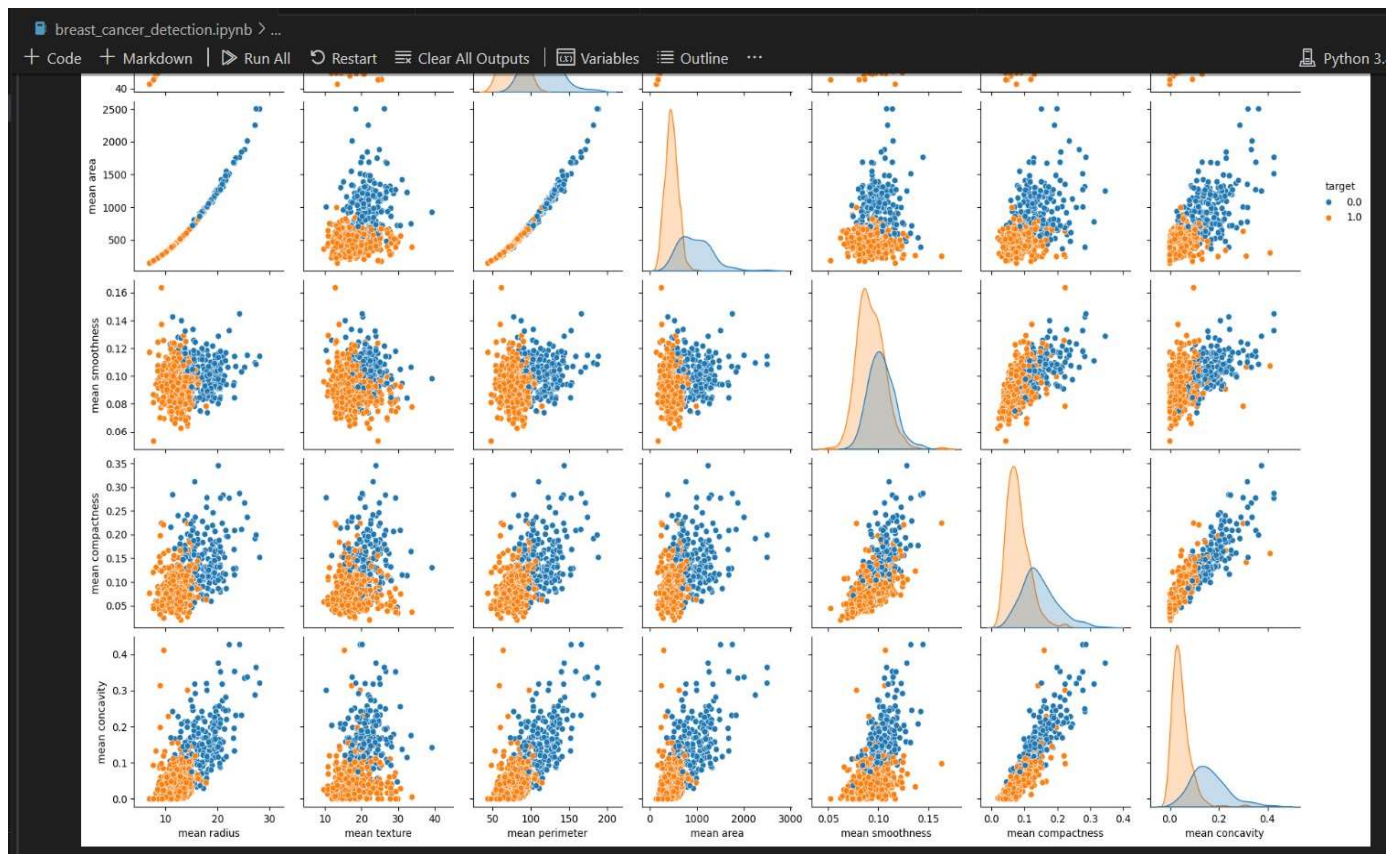 breast_cancer_detection.ipynb > ...
+ Code + Markdown | Run All Restart Clear All Outputs | Variables Outline ... Python 3.
40
2500
2000
1500
1000
500
mean area
target
0.0
1.0
0.16
0.14
0.12
0.10
0.08
0.06
mean smoothness
0.35
0.30
0.25
0.20
0.15
0.10
0.05
mean compactness
0.4
0.3
0.2
0.1
0.0
mean concavity
10 20 30 10 20 30 40 50 100 150 200 0 1000 2000 3000 0.05 0.10 0.15 0.0 0.1 0.2 0.3 0.4 0.0 0.2 0.4
mean radius mean texture mean perimeter mean area mean smoothness mean compactness mean concavity